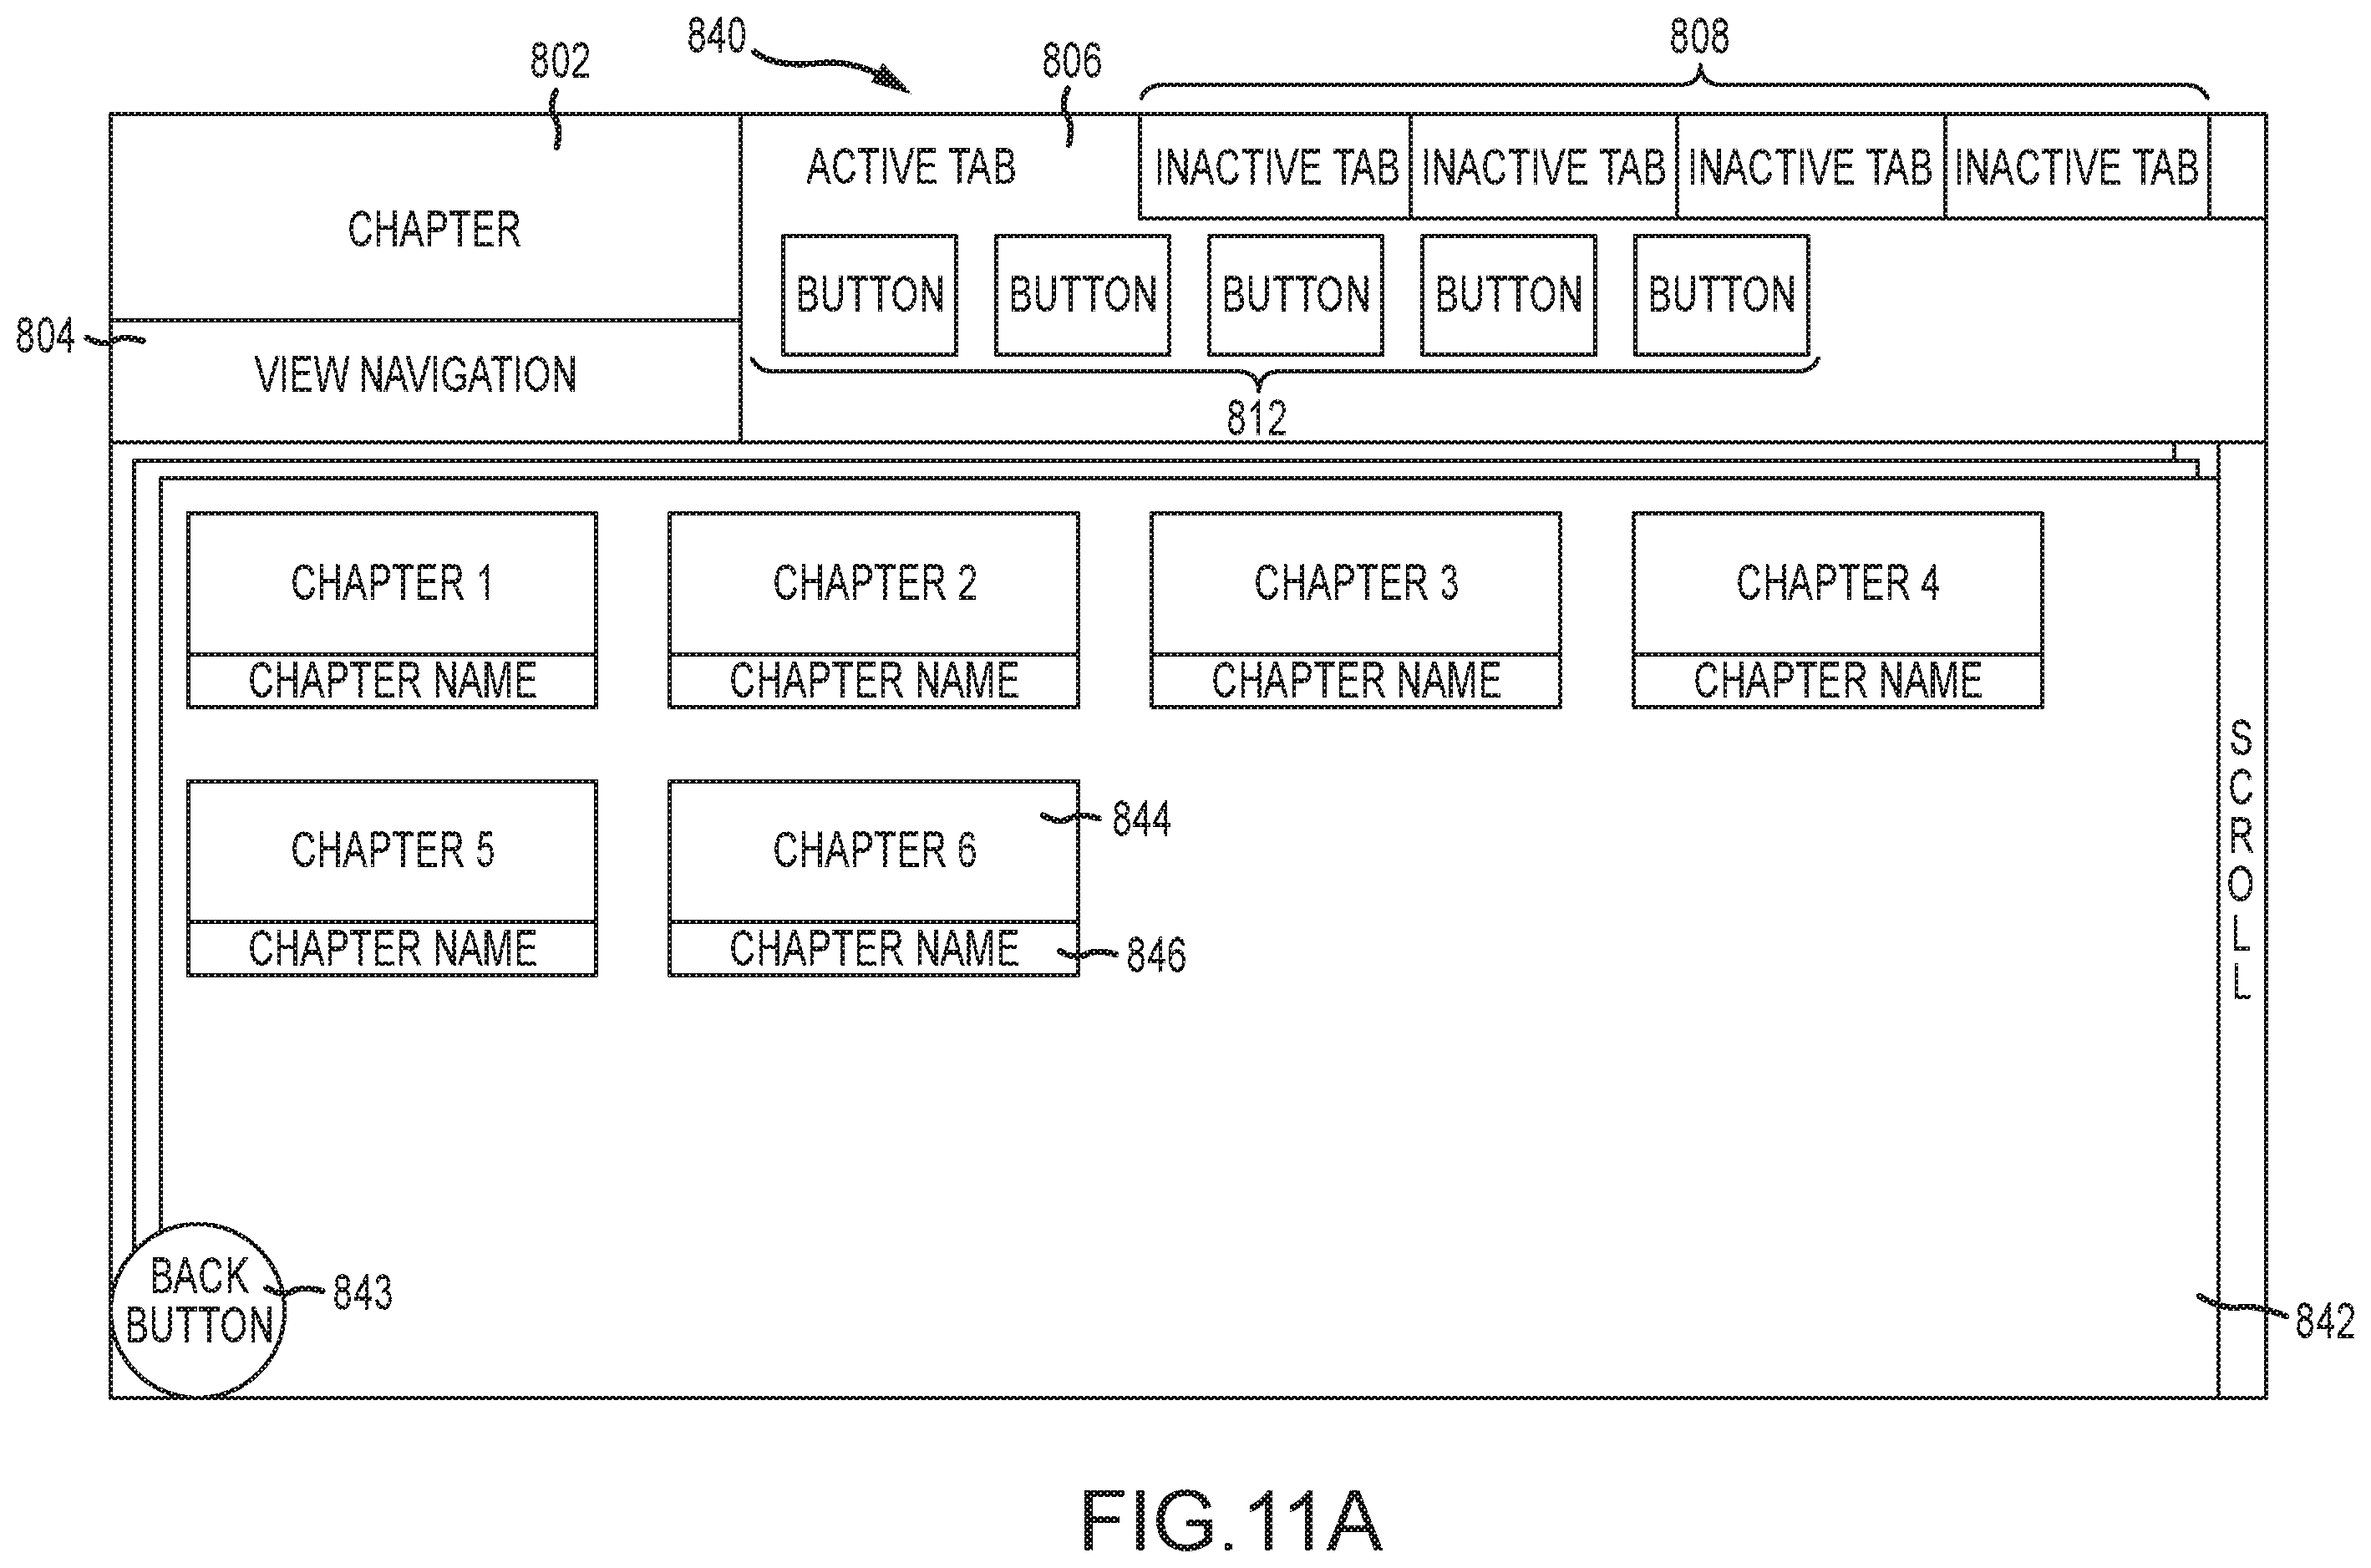 840
802
806
808
ACTIVE TAB
INACTIVE TAB
INACTIVE TAB
INACTIVE TAB
INACTIVE TAB
CHAPTER
BUTTON
BUTTON
BUTTON
BUTTON
BUTTON
804
VIEW NAVIGATION
812
CHAPTER 1
CHAPTER NAME
CHAPTER 2
CHAPTER NAME
CHAPTER 3
CHAPTER NAME
CHAPTER 4
CHAPTER NAME
CHAPTER 5
CHAPTER NAME
CHAPTER 6
CHAPTER NAME
844
846
SCROLL
BACK
BUTTON
843
842
FIG.11A